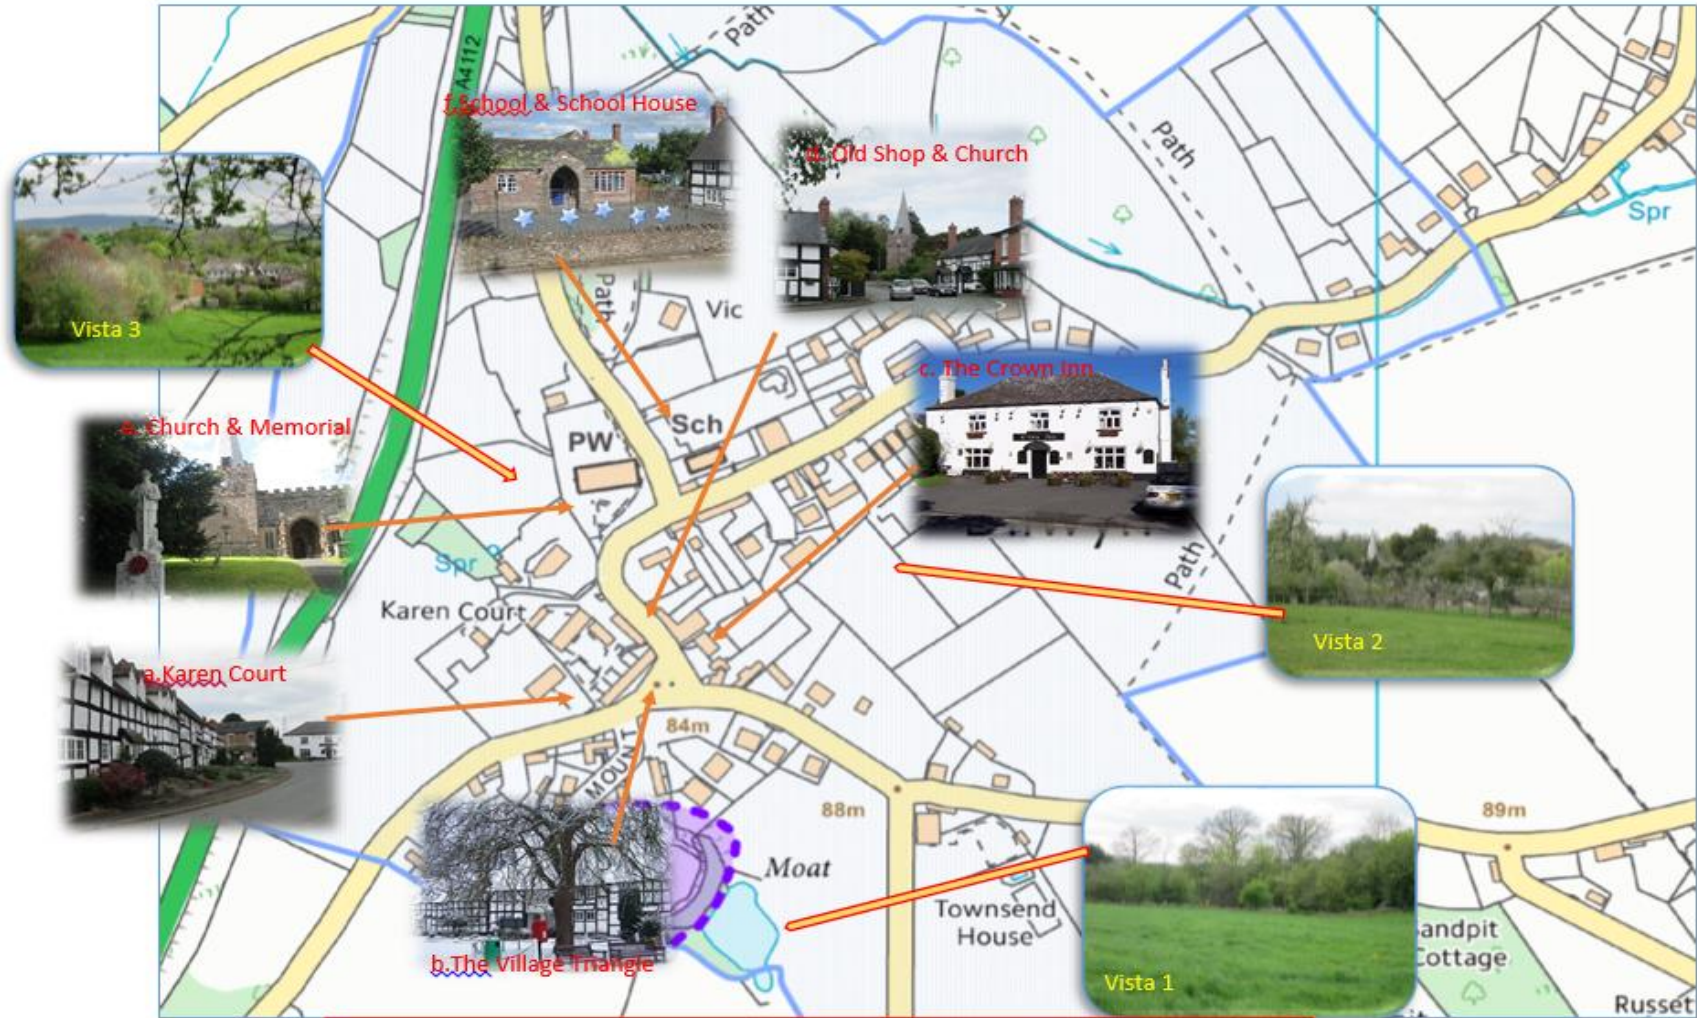 A4112
Path
f.School & School House
d. Old Shop & Church
Path
Spr
Vista 3
Path
Vic
c. The Crown Inn
e. Church & Memorial
Sch
PW
Spr
Path
Karen Court
Vista 2
a.Karen Court
84m
MOUNT
88m
89m
Moat
Townsend
House
Sandpit
Cottage
b.The Village Triangle
Vista 1
Russet